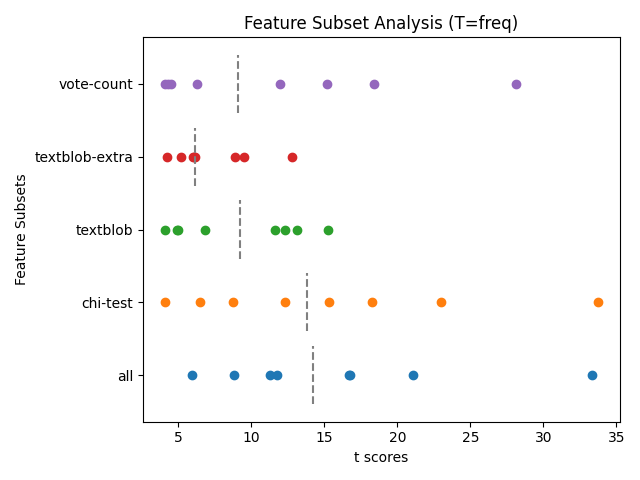 Feature Subset Analysis (T=freq)
Feature Subsets
vote-count
textblob-extra
textblob
chi-test
all
5 10 15 20 25 30 35
t scores